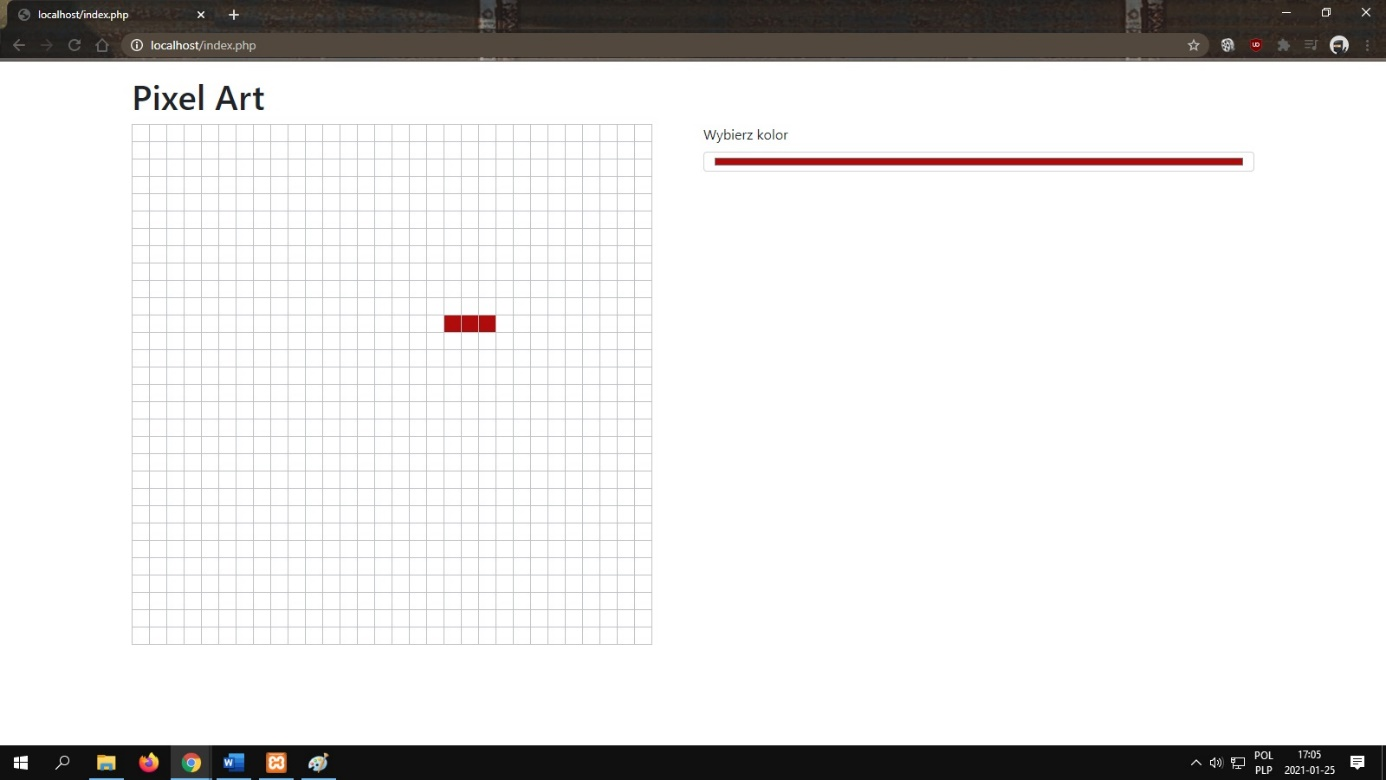 localhost/index.php
localhost/index.php
Pixel Art
Wybierz kolor
POL
PLP
17:05
2021-01-25